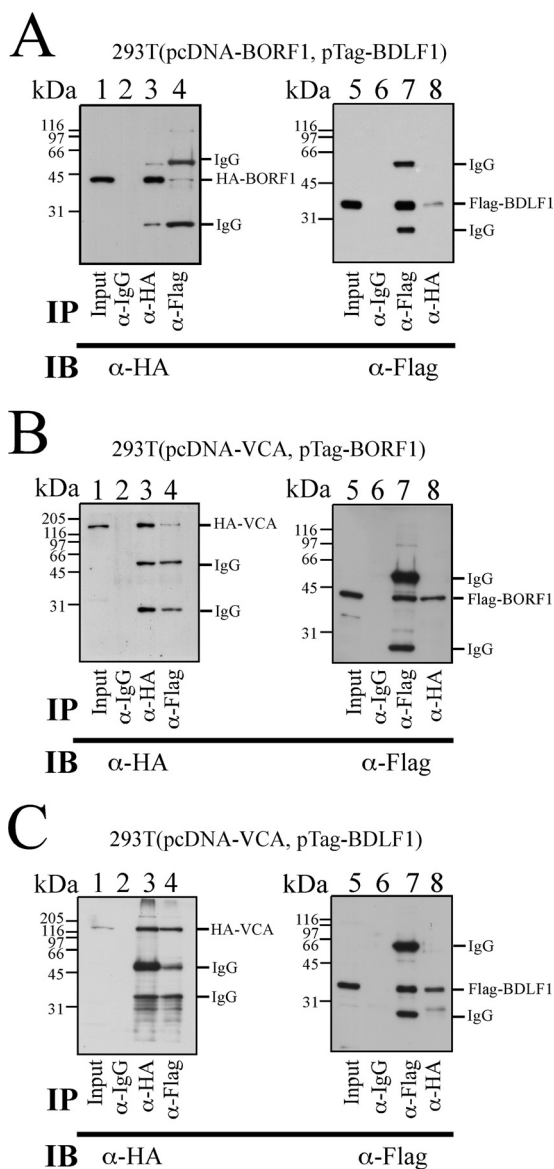 A
293T(pcDNA-BORF1, pTag-BDLF1)
kDa 1 2 3 4 5 6 7 8
116 97 66 45 31
IgG
HA-BORF1
IgG
116 97 66 45 31
IgG
Flag-BDLF1
IgG
IP Input α-IgG α-HA α-Flag Input α-IgG α-Flag α-HA
IB α-HA α-Flag
B
293T(pcDNA-VCA, pTag-BORF1)
kDa 1 2 3 4 kDa 5 6 7 8
205 116 97 66 45 31
HA-VCA
IgG
IgG
116 97 66 45 31
IgG
Flag-BORF1
IgG
IP Input α-IgG α-HA α-Flag Input α-IgG α-Flag α-HA
IB α-HA α-Flag
C
293T(pcDNA-VCA, pTag-BDLF1)
kDa 1 2 3 4 kDa 5 6 7 8
205 116 97 66 45 31
HA-VCA
IgG
IgG
116 97 66 45 31
IgG
Flag-BDLF1
IgG
IP Input α-IgG α-HA α-Flag Input α-IgG α-Flag α-HA
IB α-HA α-Flag